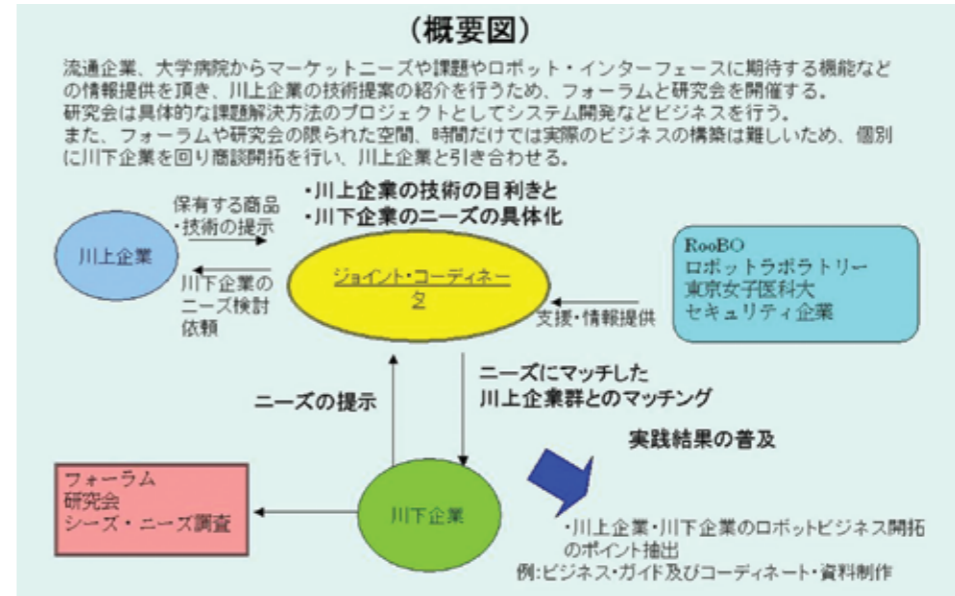 （概要図）
流通企業、大学病院からマーケットニーズや課題やロボット・インターフェースに期待する機能など
の情報提供を頂き、川上企業の技術提案の紹介を行うため、フォーラムと研究会を開催する。
研究会は具体的な課題解決方法のプロジェクトとしてシステム開発などビジネスを行う。
また、フォーラムや研究会の限られた空間、時間だけでは実際のビジネスの構築は難しいため、個別
に川下企業を回り商談開拓を行い、川上企業と引き合わせる。
保有する商品
・技術の提示
・川上企業の技術の目利きと
・川下企業のニーズの具体化
川上企業
ジョイント・コーディネー
タ
RooBO
ロボットラボラトリー
東京女子医科大
セキュリティ企業
川下企業の
ニーズ検討
依頼
支援・情報提供
ニーズの提示
ニーズにマッチした
川上企業群とのマッチング
実践結果の普及
フォーラム
研究会
シーズ・ニーズ調査
川下企業
・川上企業・川下企業のロボットビジネス開拓
のポイント抽出
例:ビジネス・ガイド及びコーディネート・資料制作